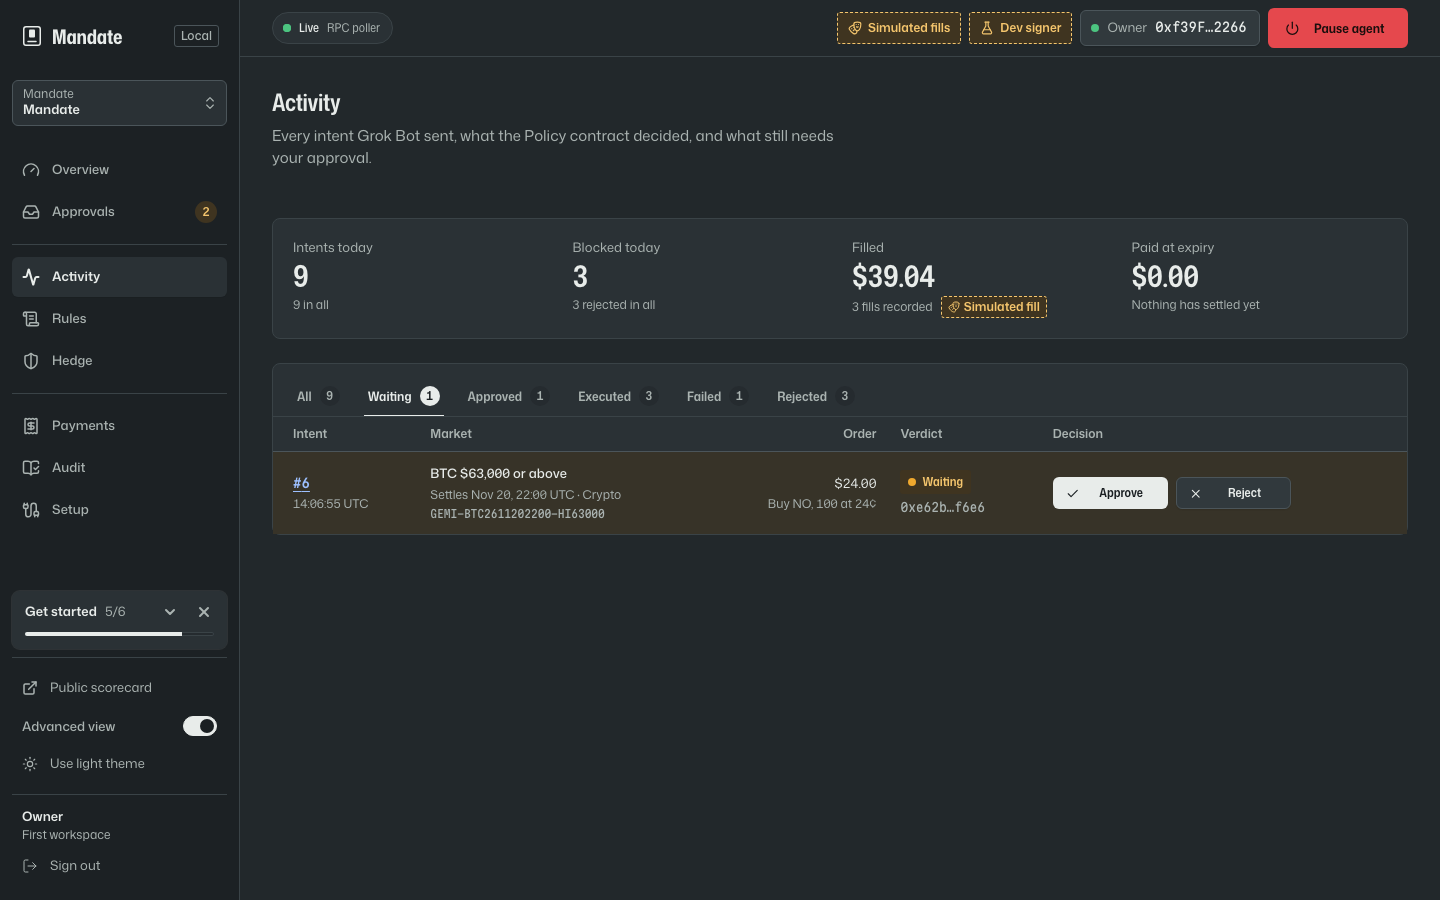 Mandate
Local
Mandate
Mandate
Overview
Approvals 2
Activity
Rules
Hedge
Payments
Audit
Setup
Get started 5/6
Public scorecard
Advanced view
Use light theme
Owner
First workspace
Sign out
Live RPC poller
Simulated fills
Dev signer
Owner 0xf39F…2266
Pause agent
Activity
Every intent Grok Bot sent, what the Policy contract decided, and what still needs
your approval.
Intents today
9
9 in all
Blocked today
3
3 rejected in all
Filled
$39.04
3 fills recorded Simulated fill
Paid at expiry
$0.00
Nothing has settled yet
All 9 Waiting 1 Approved 1 Executed 3 Failed 1 Rejected 3
Intent Market Order Verdict Decision
#6
14:06:55 UTC
BTC $63,000 or above
Settles Nov 20, 22:00 UTC · Crypto
GEMI-BTC2611202200-HI63000
$24.00
Buy NO, 100 at 24¢
Waiting
0xe62b…f6e6
Approve
Reject